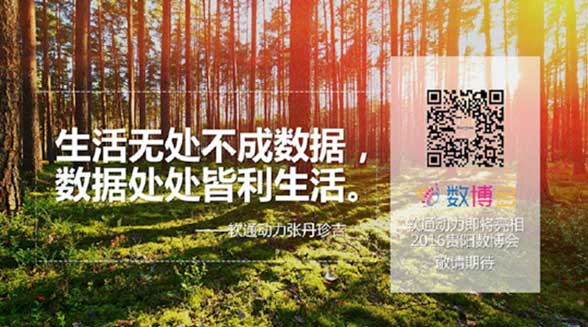 生活无处不成数据，
数据处处皆利生活。
——软通动力张丹珍吉
数博会
软通动力即将亮相
2016贵阳数博会
敬请期待